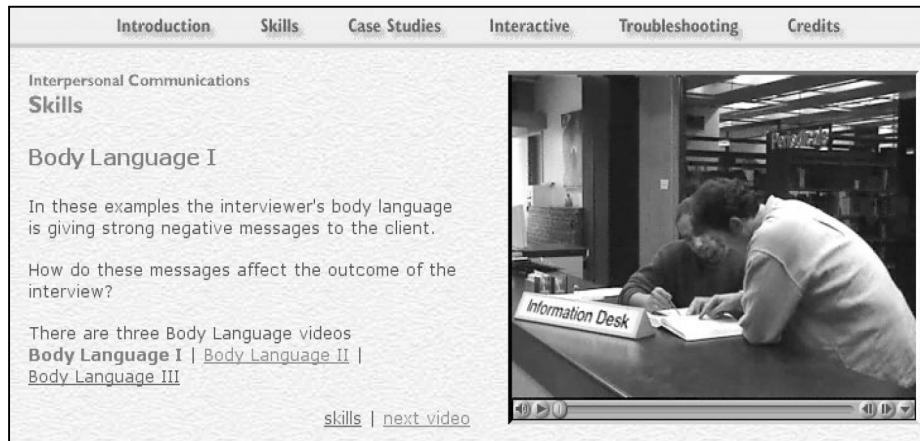 Introduction Skills Case Studies Interactive Troubleshooting Credits
Interpersonal Communications
Skills
Body Language I
In these examples the interviewer's body language
is giving strong negative messages to the client.
How do these messages affect the outcome of the
interview?
There are three Body Language videos
Body Language I | Body Language II |
Body Language III
skills | next video
Periodicals
Information Desk